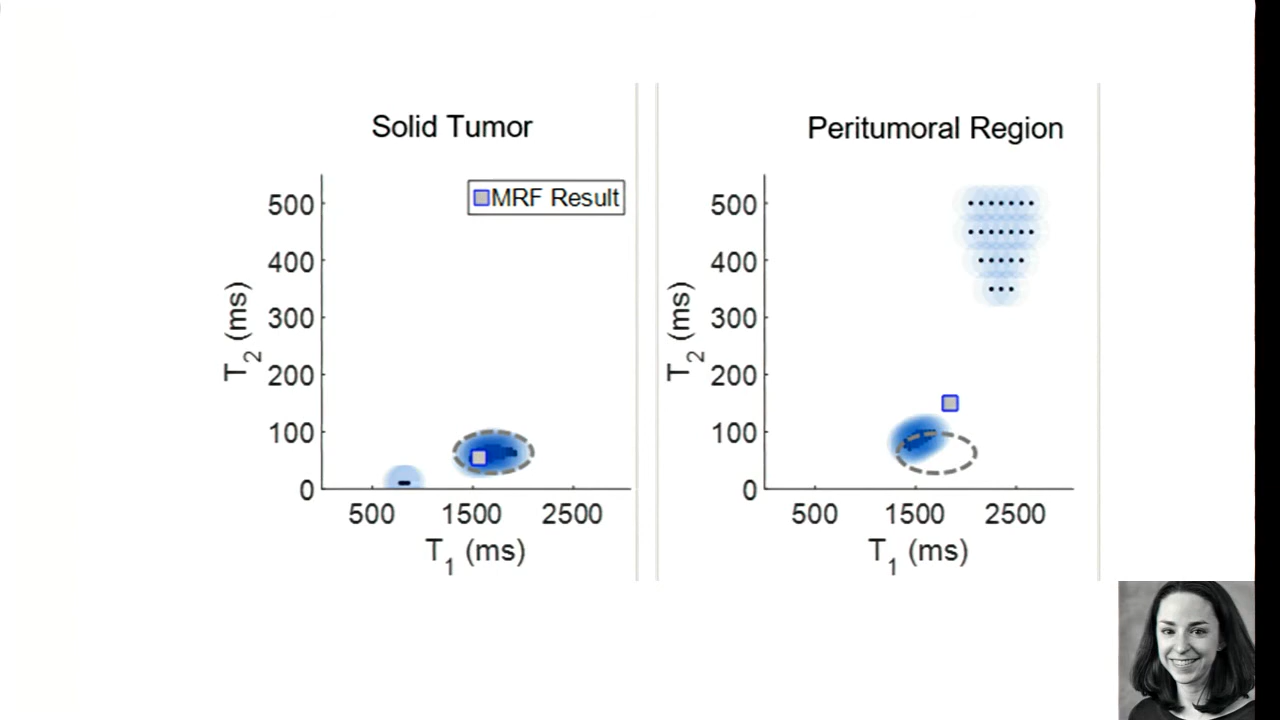 Solid Tumor
MRF Result
500
400
300
200
100
0
T2 (ms)
500 1500 2500
T1 (ms)
Peritumoral Region
500
400
300
200
100
0
T2 (ms)
500 1500 2500
T1 (ms)